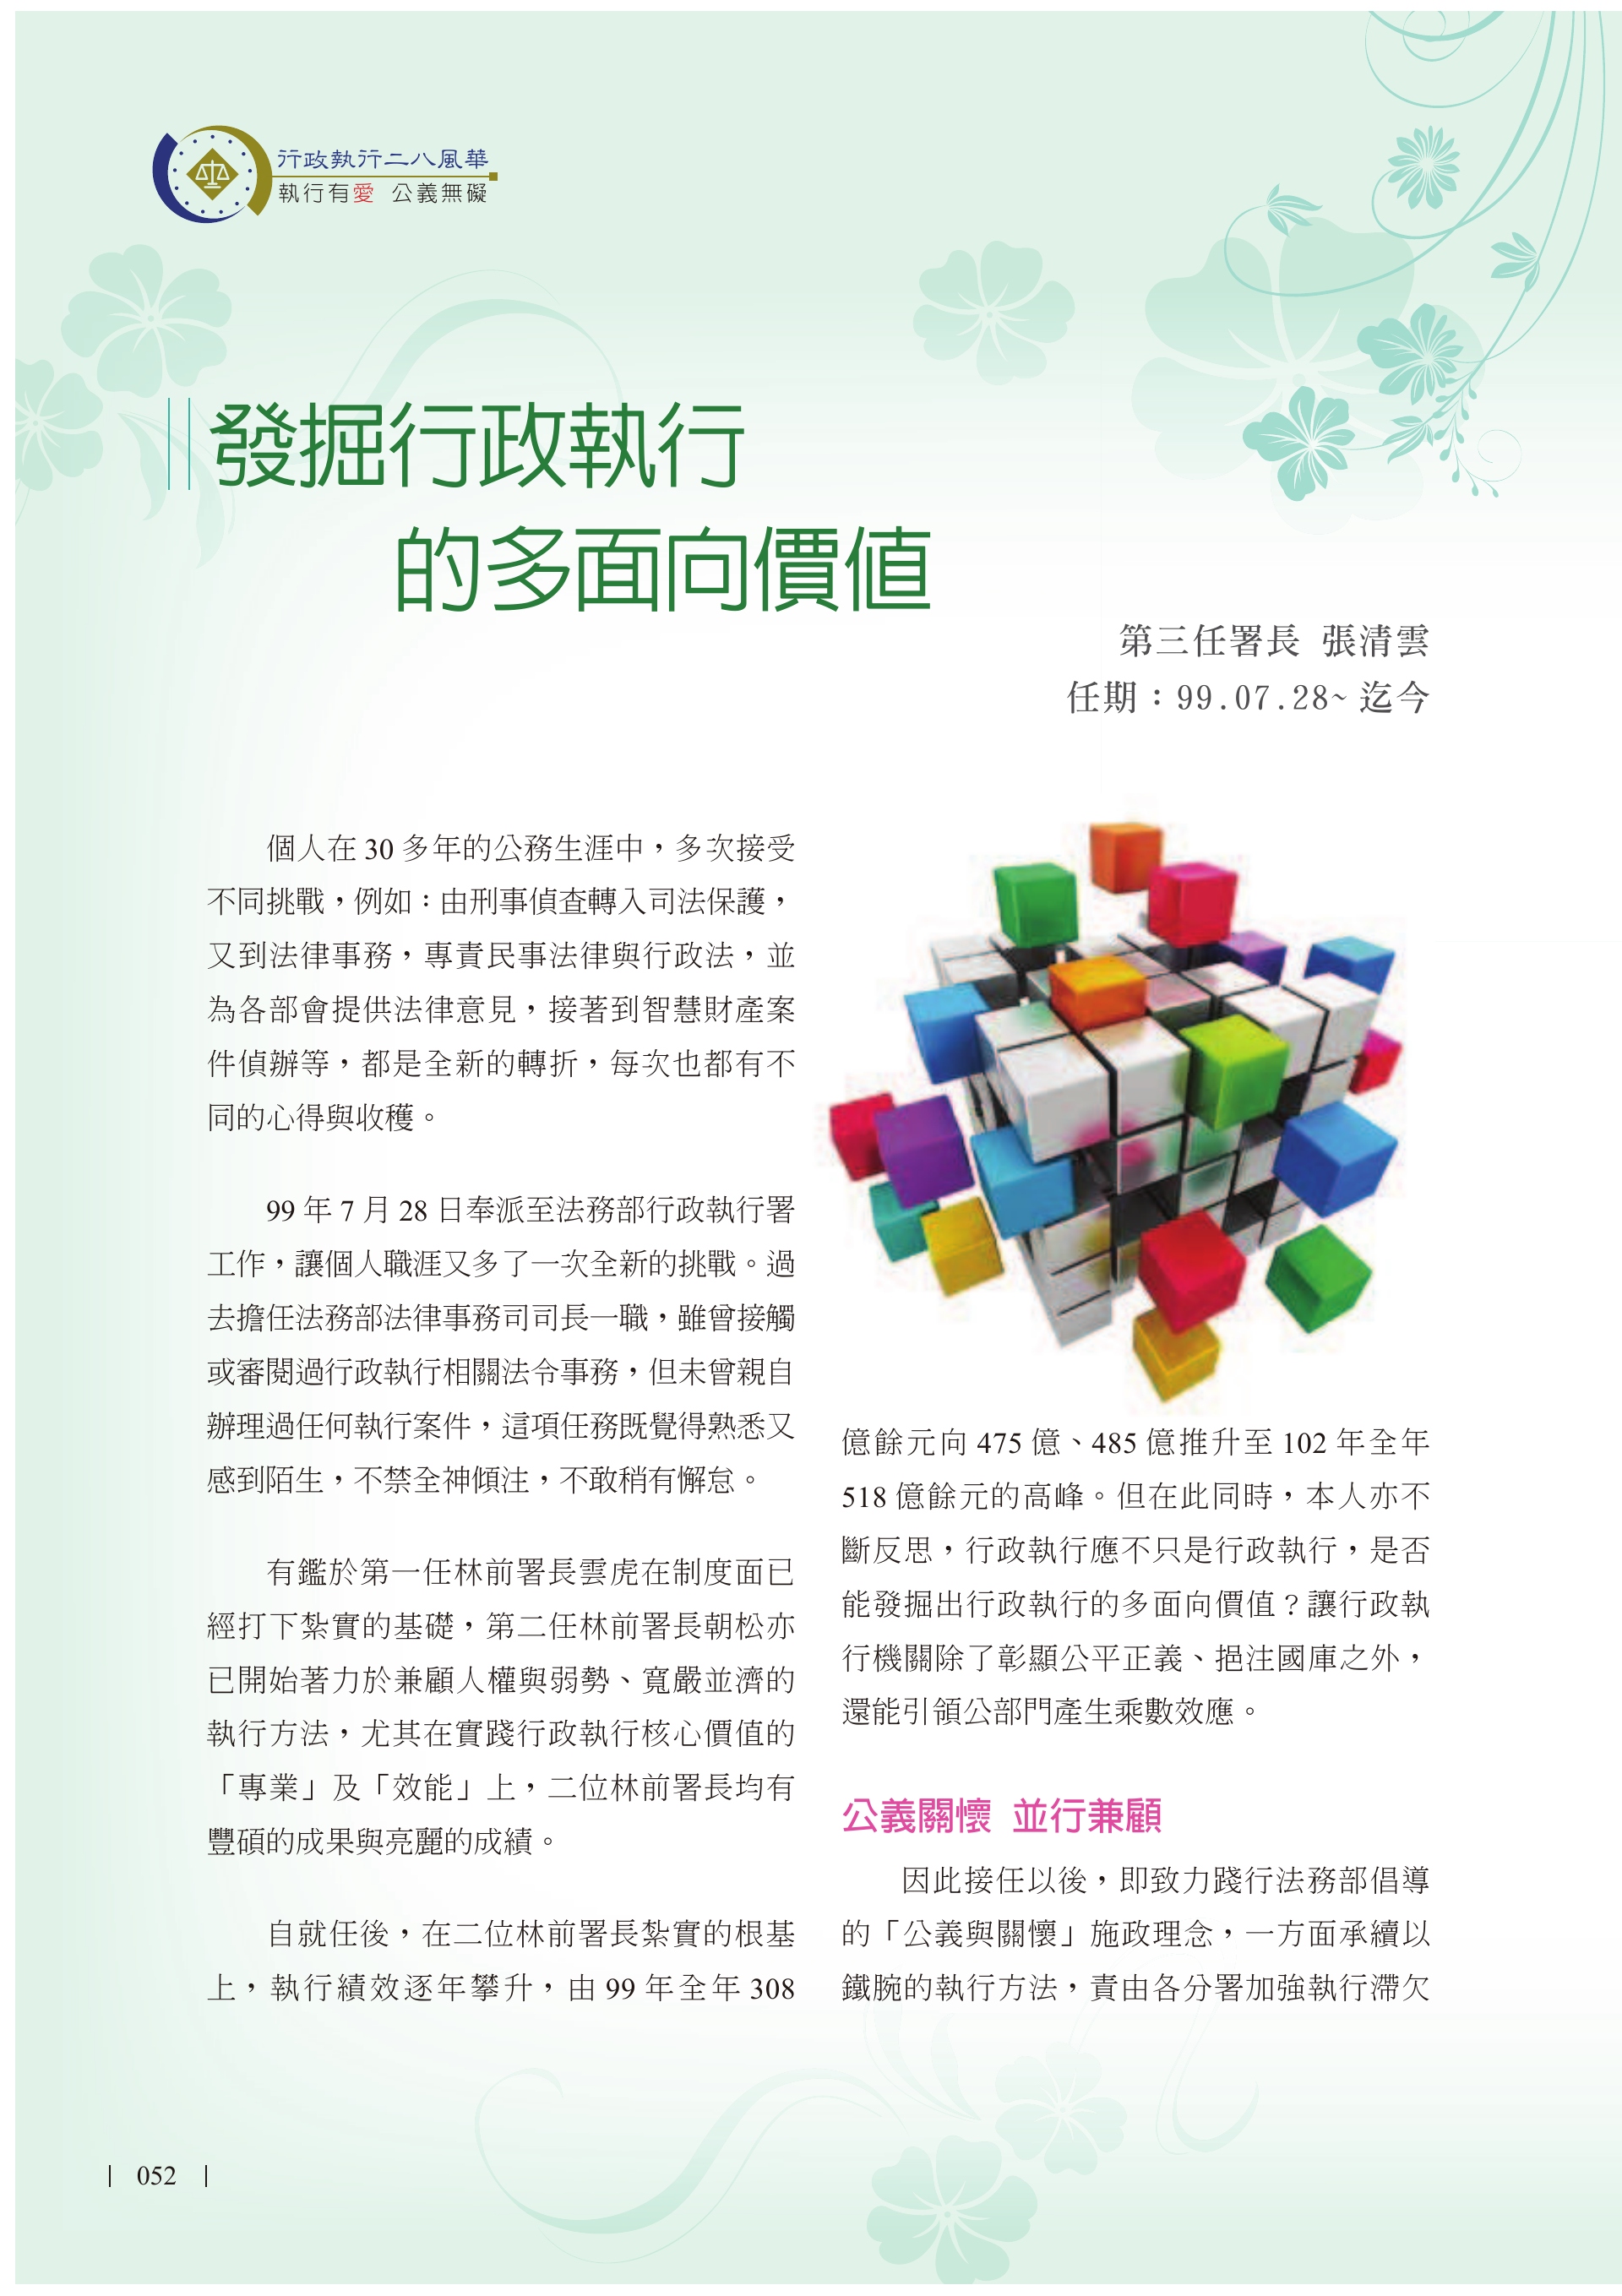 行政執行二八風華
執行有愛 公義無礙
發掘行政執行
的多面向價值
第三任署長 張清雲
任期：99.07.28~ 迄今
個人在 30 多年的公務生涯中，多次接受
不同挑戰，例如：由刑事偵查轉入司法保護，
又到法律事務，專責民事法律與行政法，並
為各部會提供法律意見，接著到智慧財產案
件偵辦等，都是全新的轉折，每次也都有不
同的心得與收穫。
99 年 7 月 28 日奉派至法務部行政執行署
工作，讓個人職涯又多了一次全新的挑戰。過
去擔任法務部法律事務司司長一職，雖曾接觸
或審閱過行政執行相關法令事務，但未曾親自
辦理過任何執行案件，這項任務既覺得熟悉又
感到陌生，不禁全神傾注，不敢稍有懈怠。
有鑑於第一任林前署長雲虎在制度面已
經打下紮實的基礎，第二任林前署長朝松亦
已開始著力於兼顧人權與弱勢、寬嚴並濟的
執行方法，尤其在實踐行政執行核心價值的
「專業」及「效能」上，二位林前署長均有
豐碩的成果與亮麗的成績。
自就任後，在二位林前署長紮實的根基
上，執行績效逐年攀升，由 99 年全年 308
億餘元向 475 億、485 億推升至 102 年全年
518 億餘元的高峰。但在此同時，本人亦不
斷反思，行政執行應不只是行政執行，是否
能發掘出行政執行的多面向價值？讓行政執
行機關除了彰顯公平正義、挹注國庫之外，
還能引領公部門產生乘數效應。
公義關懷 並行兼顧
因此接任以後，即致力踐行法務部倡導
的「公義與關懷」施政理念，一方面承續以
鐵腕的執行方法，責由各分署加強執行滯欠
052